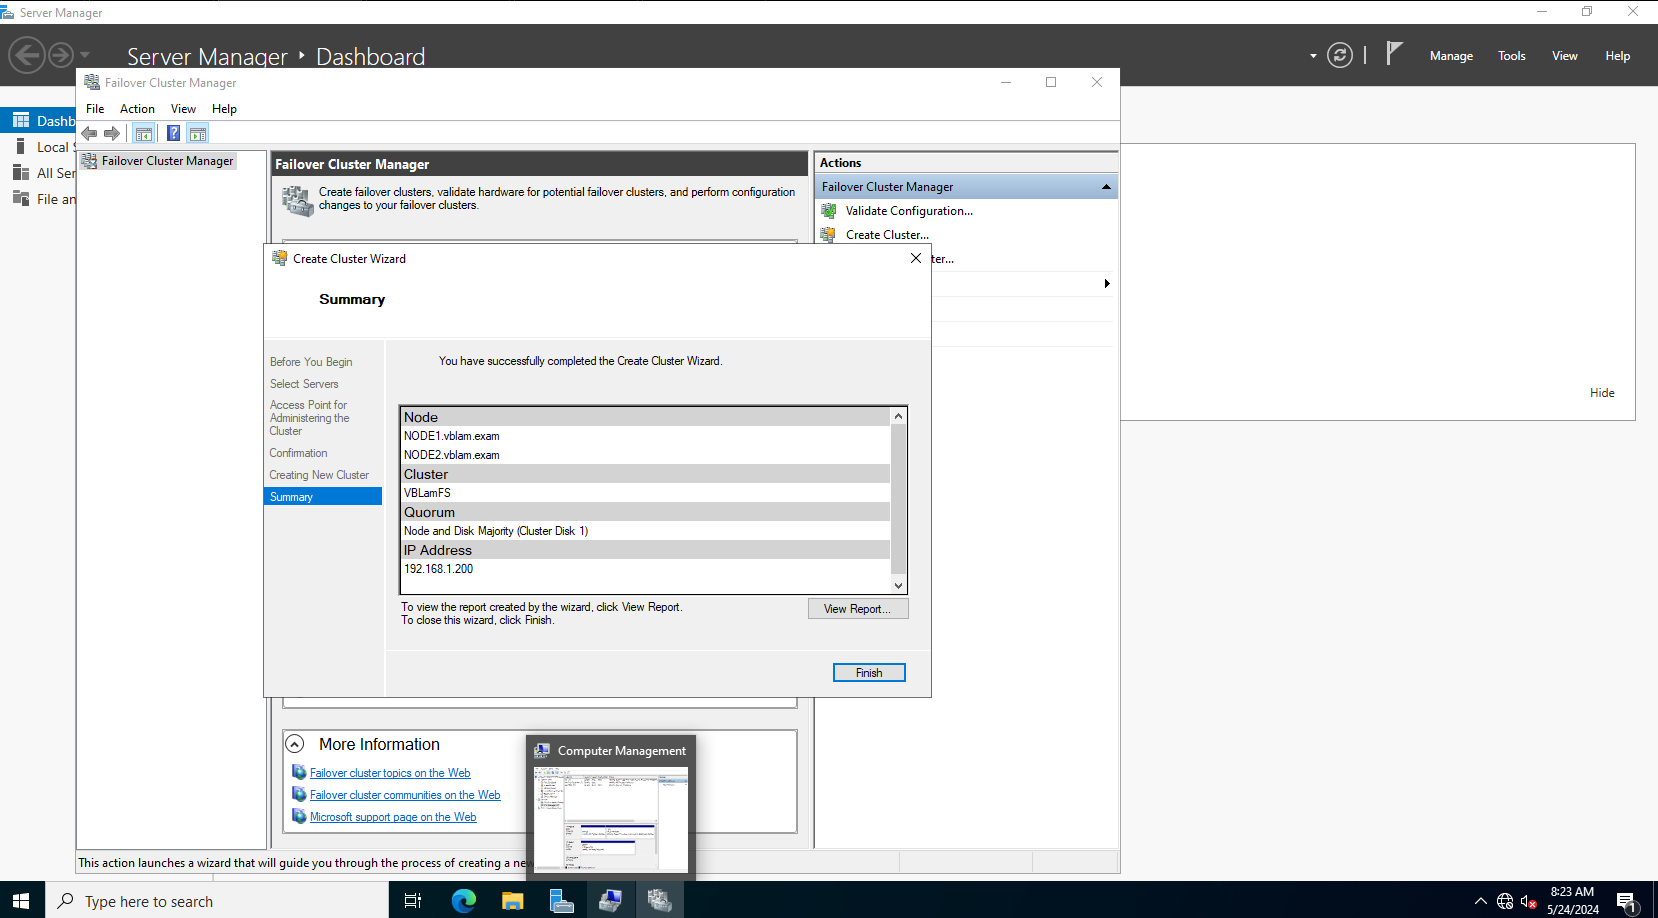 Server Manager
Server Manager ‣ Dashboard
Manage
Tools
View
Help
Dashb
Local S
All Ser
File an
Failover Cluster Manager
File
Action
View
Help
Failover Cluster Manager
Failover Cluster Manager
Create failover clusters, validate hardware for potential failover clusters, and perform configuration
changes to your failover clusters.
Actions
Failover Cluster Manager
Validate Configuration...
Create Cluster...
ter...
Hide
Create Cluster Wizard
Summary
Before You Begin
Select Servers
Access Point for
Administering the
Cluster
Confirmation
Creating New Cluster
Summary
You have successfully completed the Create Cluster Wizard.
Node
NODE1.vblam.exam
NODE2.vblam.exam
Cluster
VBLamFS
Quorum
Node and Disk Majority (Cluster Disk 1)
IP Address
192.168.1.200
To view the report created by the wizard, click View Report.
To close this wizard, click Finish.
View Report...
Finish
More Information
Failover cluster topics on the Web
Failover cluster communities on the Web
Microsoft support page on the Web
Computer Management
This action launches a wizard that will guide you through the process of creating a new
Type here to search
8:23 AM
5/24/2024
1